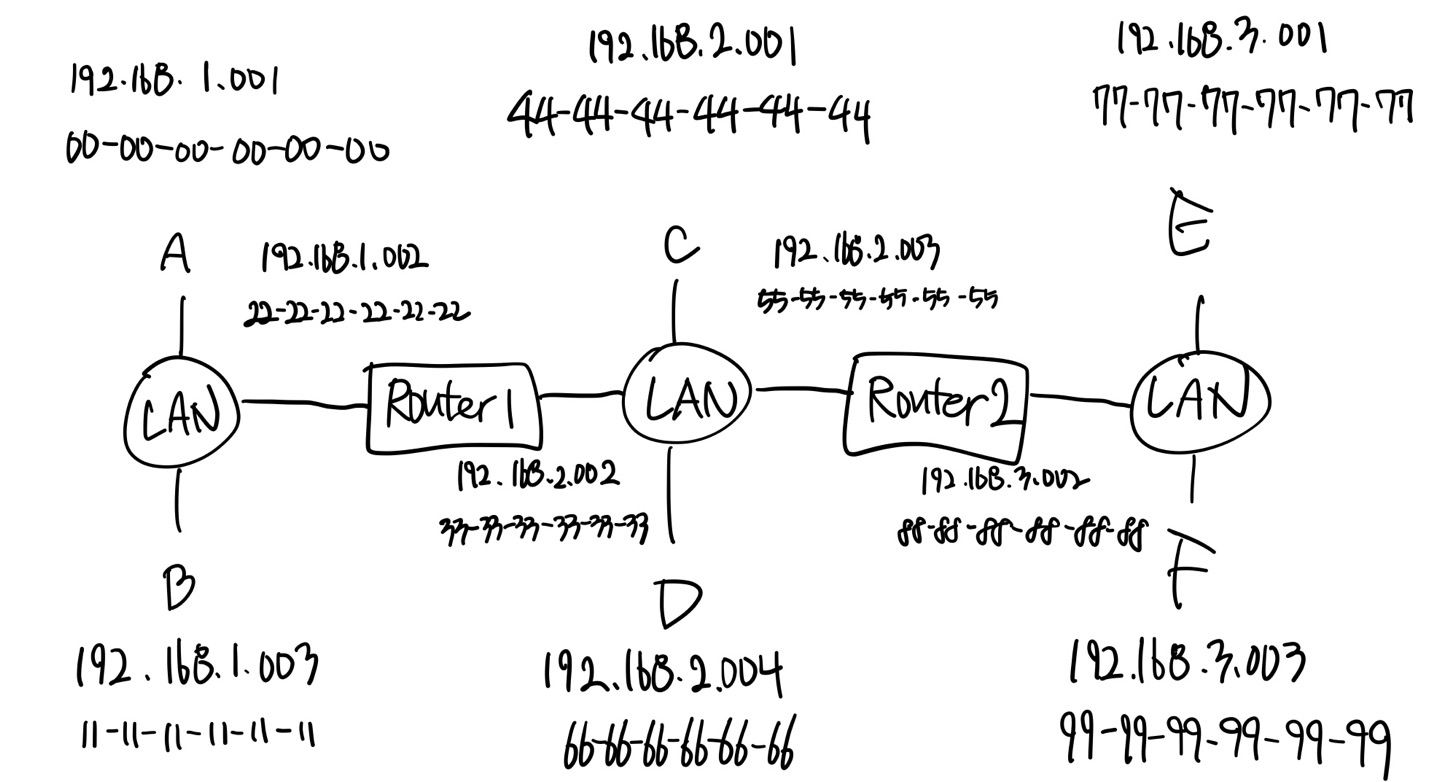 192.168.1.001
00-00-00-00-00-00
192.168.2.001
44-44-44-44-44-44
192.168.3.001
77-77-77-77-77-77
A
192.168.1.002
22-22-22-22-22-22
C
192.168.2.003
55-55-55-55-55-55
E
LAN
Router1
LAN
Router2
LAN
192.168.2.002
33-33-33-33-33-33
192.168.3.002
88-88-88-88-88-88
B
192.168.1.003
11-11-11-11-11-11
D
192.168.2.004
66-66-66-66-66-66
F
192.168.3.003
99-99-99-99-99-99